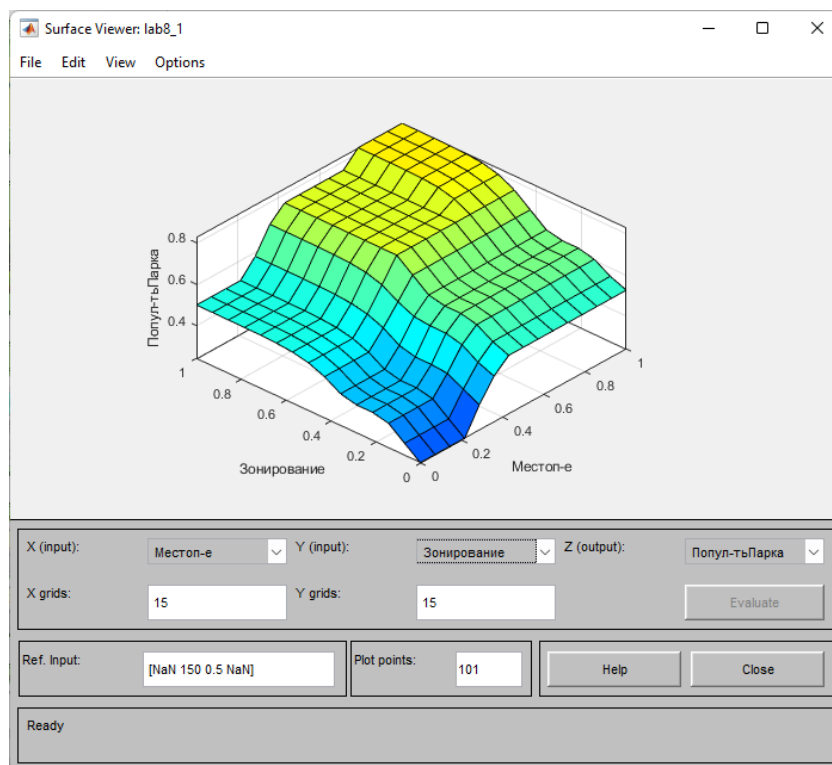 Surface Viewer: lab8_1
File Edit View Options
0.8
0.6
0.4
Попул-тьПарка
1
0.8
0.6
0.4
0.2
0
Зонирование
0
0.2
0.4
0.6
0.8
1
Местоп-е
X (input): Местоп-е Y (input): Зонирование Z (output): Попул-тьПарка
X grids: 15 Y grids: 15 Evaluate
Ref. Input: [NaN 150 0.5 NaN] Plot points: 101 Help Close
Ready